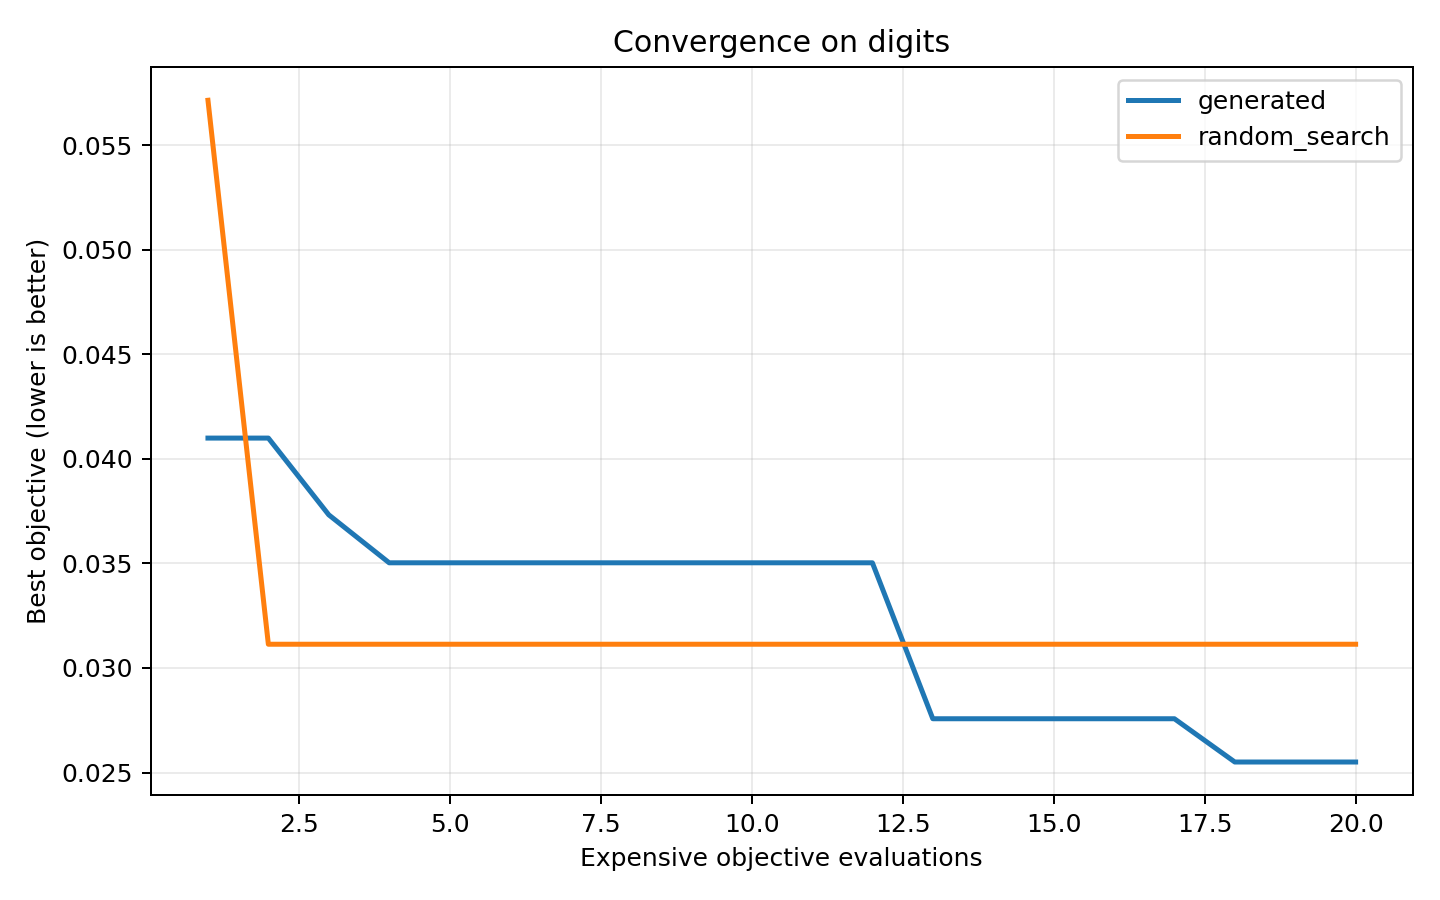 Convergence on digits
generated
random_search
Best objective (lower is better)
0.055
0.050
0.045
0.040
0.035
0.030
0.025
2.5 5.0 7.5 10.0 12.5 15.0 17.5 20.0
Expensive objective evaluations